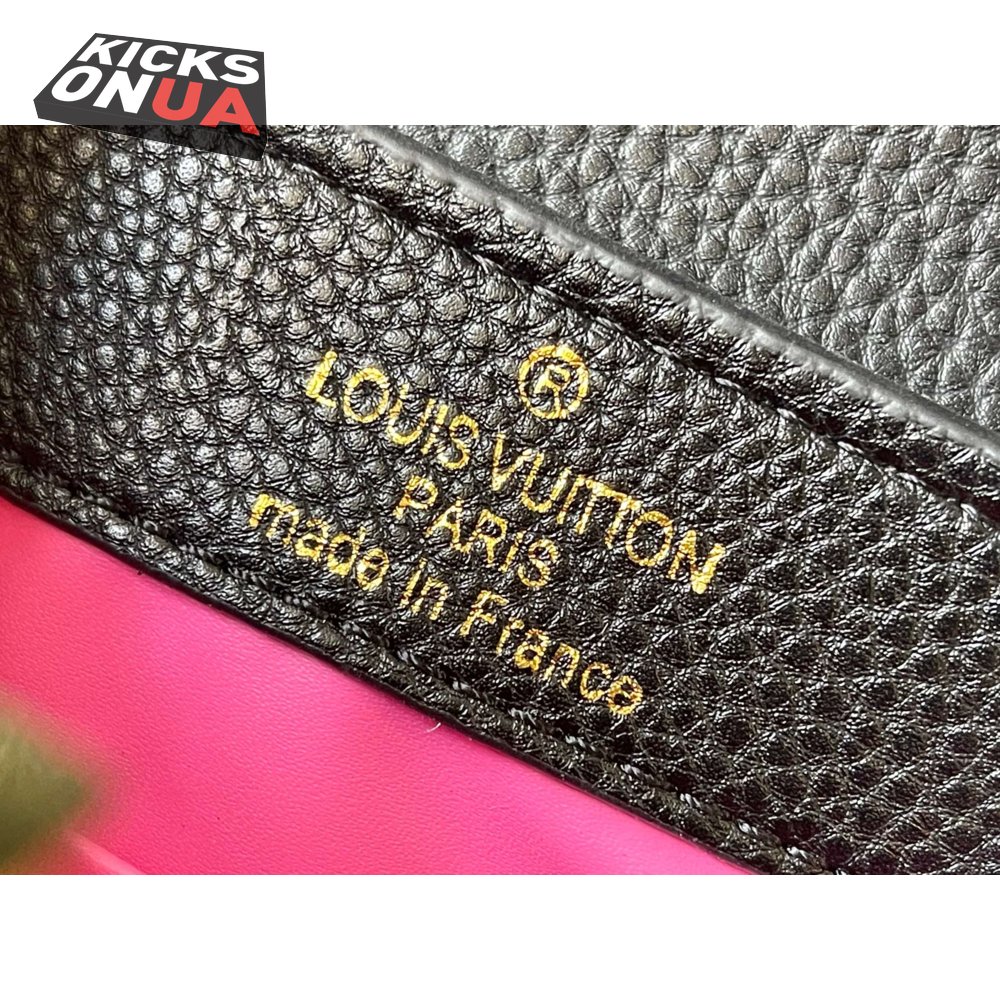 KICKS
ONUA
®
LOUIS VUITTON
PARIS
made in France